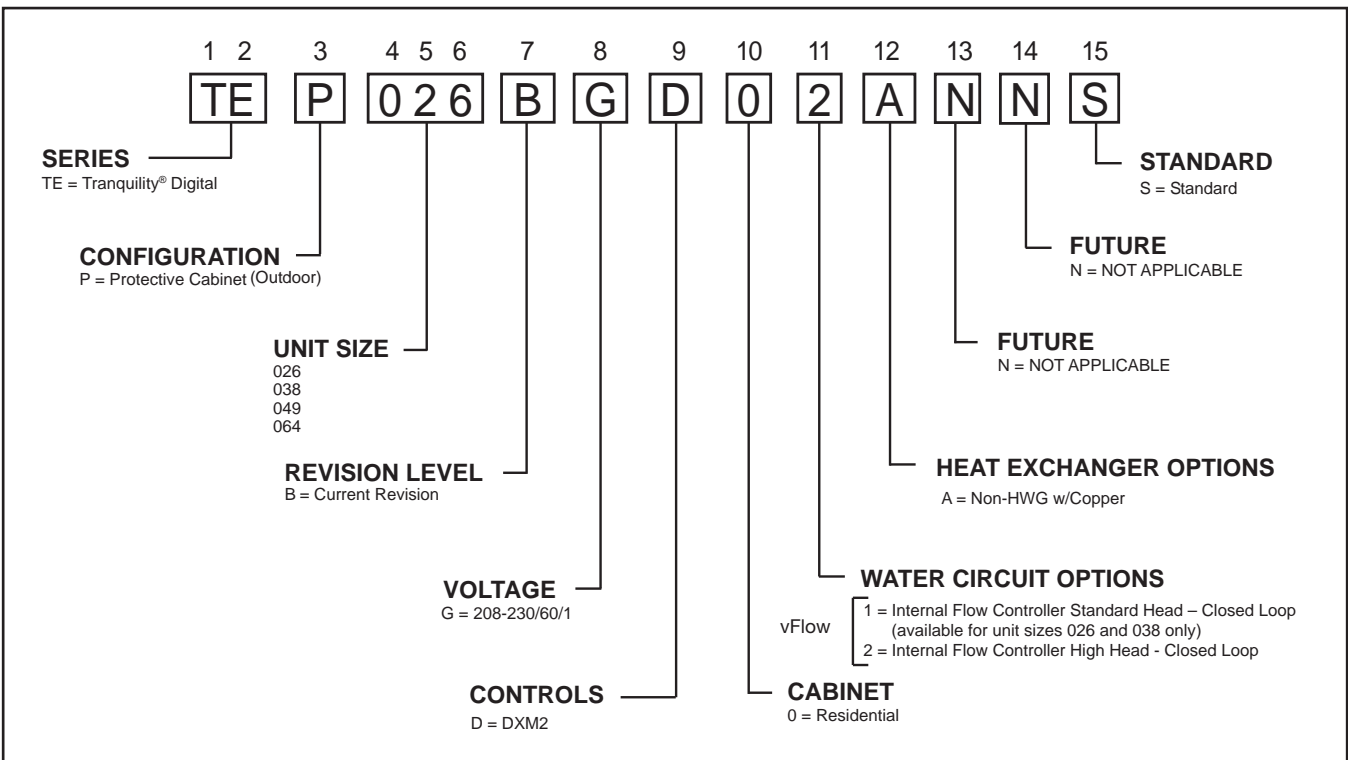 1 2 3 4 5 6 7 8 9 10 11 12 13 14 15
TE P 026 B G D 0 2 A N N S
SERIES
TE = Tranquility® Digital
CONFIGURATION
P = Protective Cabinet (Outdoor)
UNIT SIZE
026
038
049
064
REVISION LEVEL
B = Current Revision
VOLTAGE
G = 208-230/60/1
CONTROLS
D = DXM2
STANDARD
S = Standard
FUTURE
N = NOT APPLICABLE
FUTURE
N = NOT APPLICABLE
HEAT EXCHANGER OPTIONS
A = Non-HWG w/Copper
WATER CIRCUIT OPTIONS
vFlow
1 = Internal Flow Controller Standard Head – Closed Loop
(available for unit sizes 026 and 038 only)
2 = Internal Flow Controller High Head - Closed Loop
CABINET
0 = Residential